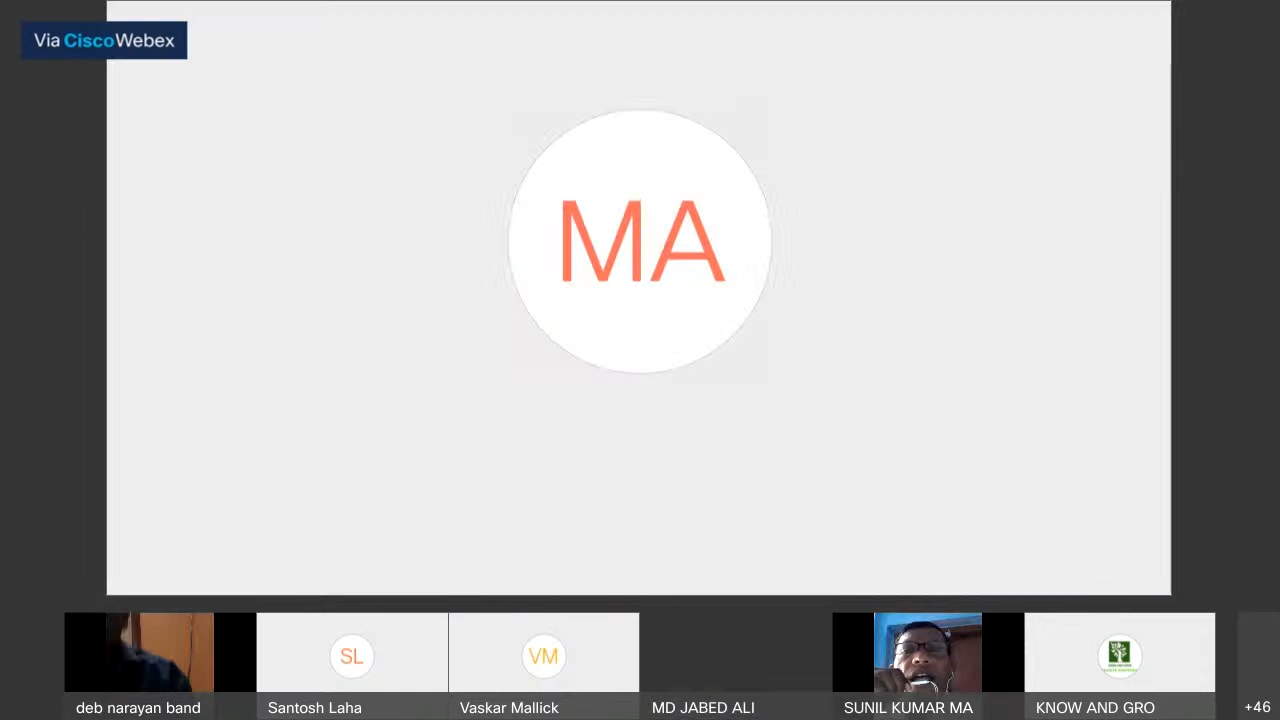 Via CiscoWebex
MA
SL
VM
deb narayan band
Santosh Laha
Vaskar Mallick
MD JABED ALI
SUNIL KUMAR MA
KNOW AND GRO
+46